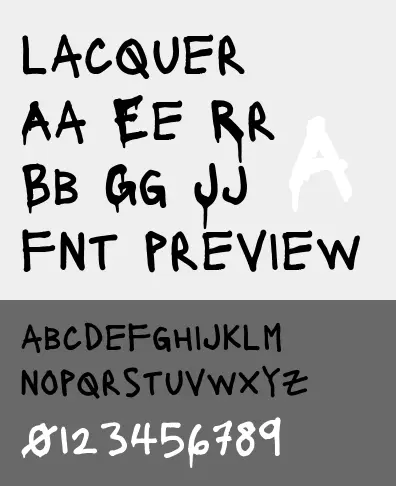 LACQUER
AA EE RR
A
BB GG JJ
FNT PREVIEW
ABCDEFGHIJKLM
NOPQRSTUVWXYZ
0123456789